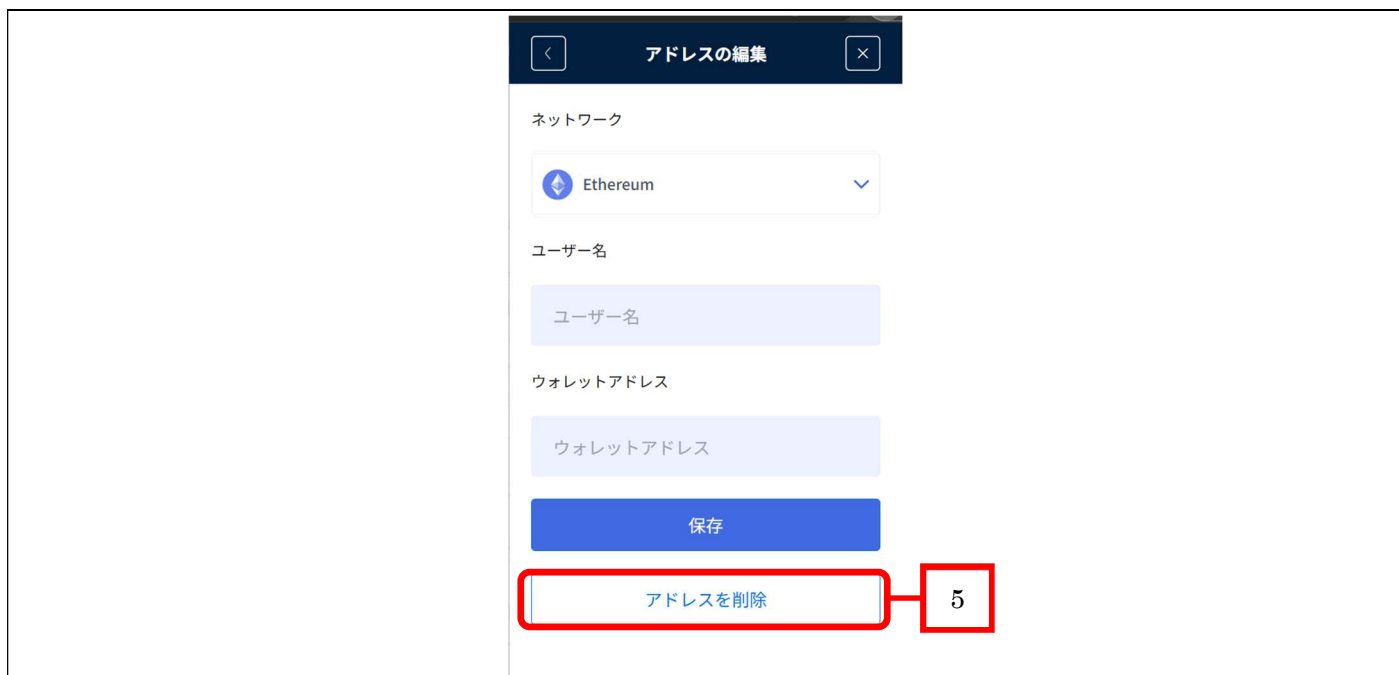 アドレスの編集
ネットワーク
Ethereum
ユーザー名
ユーザー名
ウォレットアドレス
ウォレットアドレス
保存
アドレスを削除
5